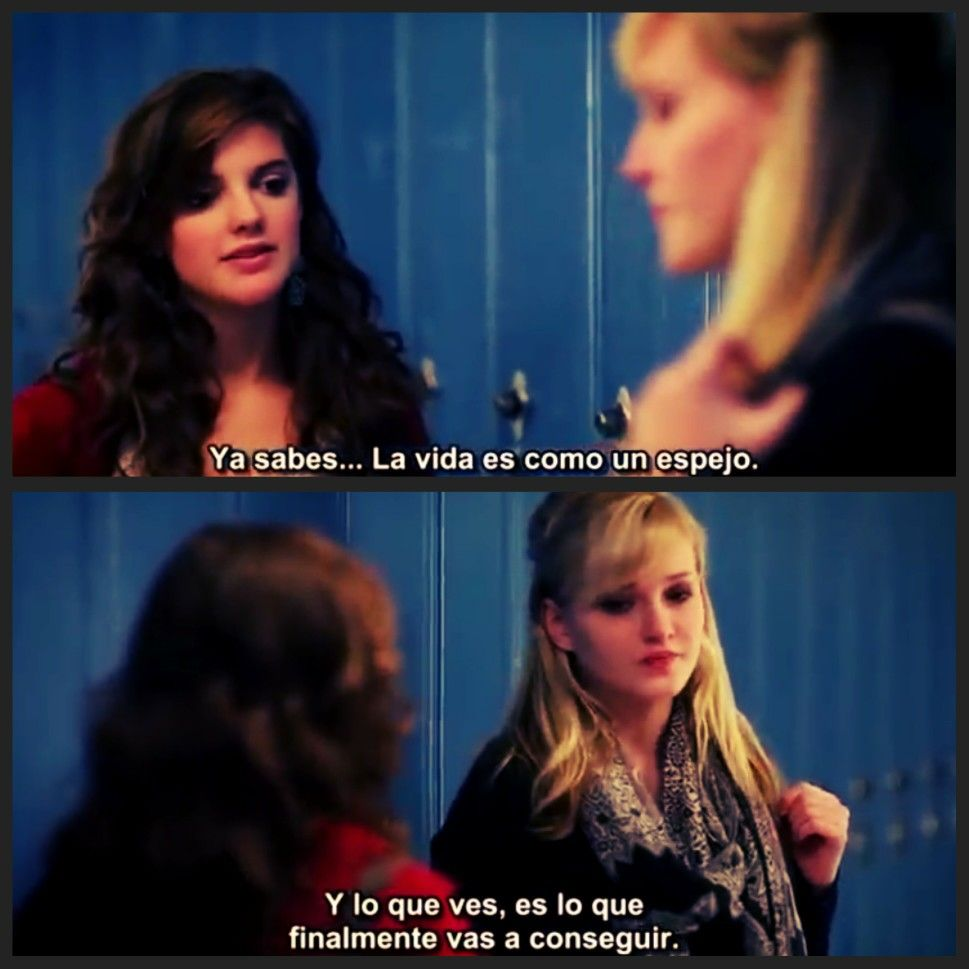 Ya sabes... La vida es como un espejo.
Y lo que ves, es lo que
finalmente vas a conseguir.